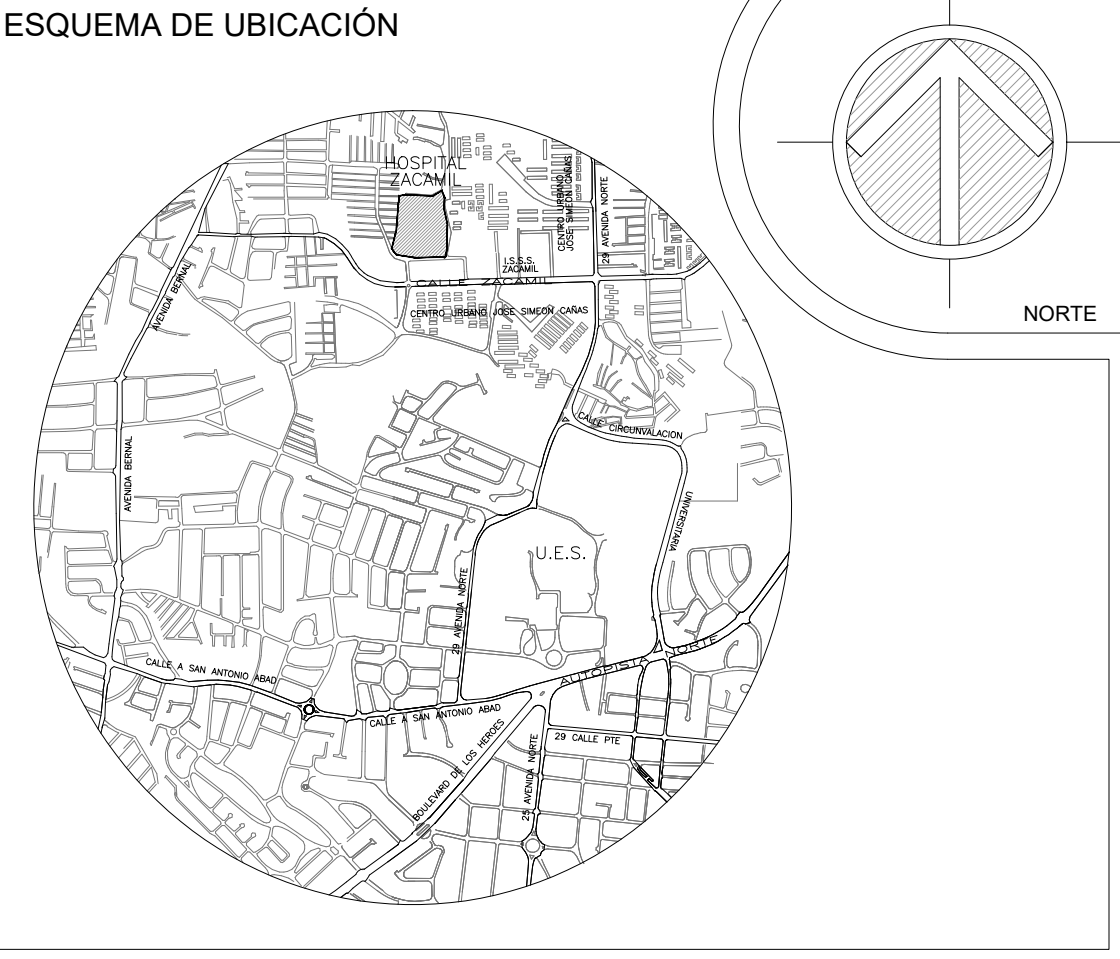 ESQUEMA DE UBICACIÓN
NORTE
HOSPITAL
ZACAMIL
CENTRO URBANO
JOSE SIMEON CAÑAS
29 AVENIDA NORTE
I.S.S.S.
ZACAMIL
CALLE ZACAMIL
AVENIDA BERNAL
CENTRO URBANO JOSE SIMEON CAÑAS
CALLE CIRCUNVALACION
AVENIDA BERNAL
UNIVERSITARIA
U.E.S.
29 AVENIDA NORTE
AUTOPISTA NORTE
CALLE A SAN ANTONIO ABAD
CALLE A SAN ANTONIO ABAD
BOULEVARD DE LOS HEROES
29 CALLE PTE
25 AVENIDA NORTE